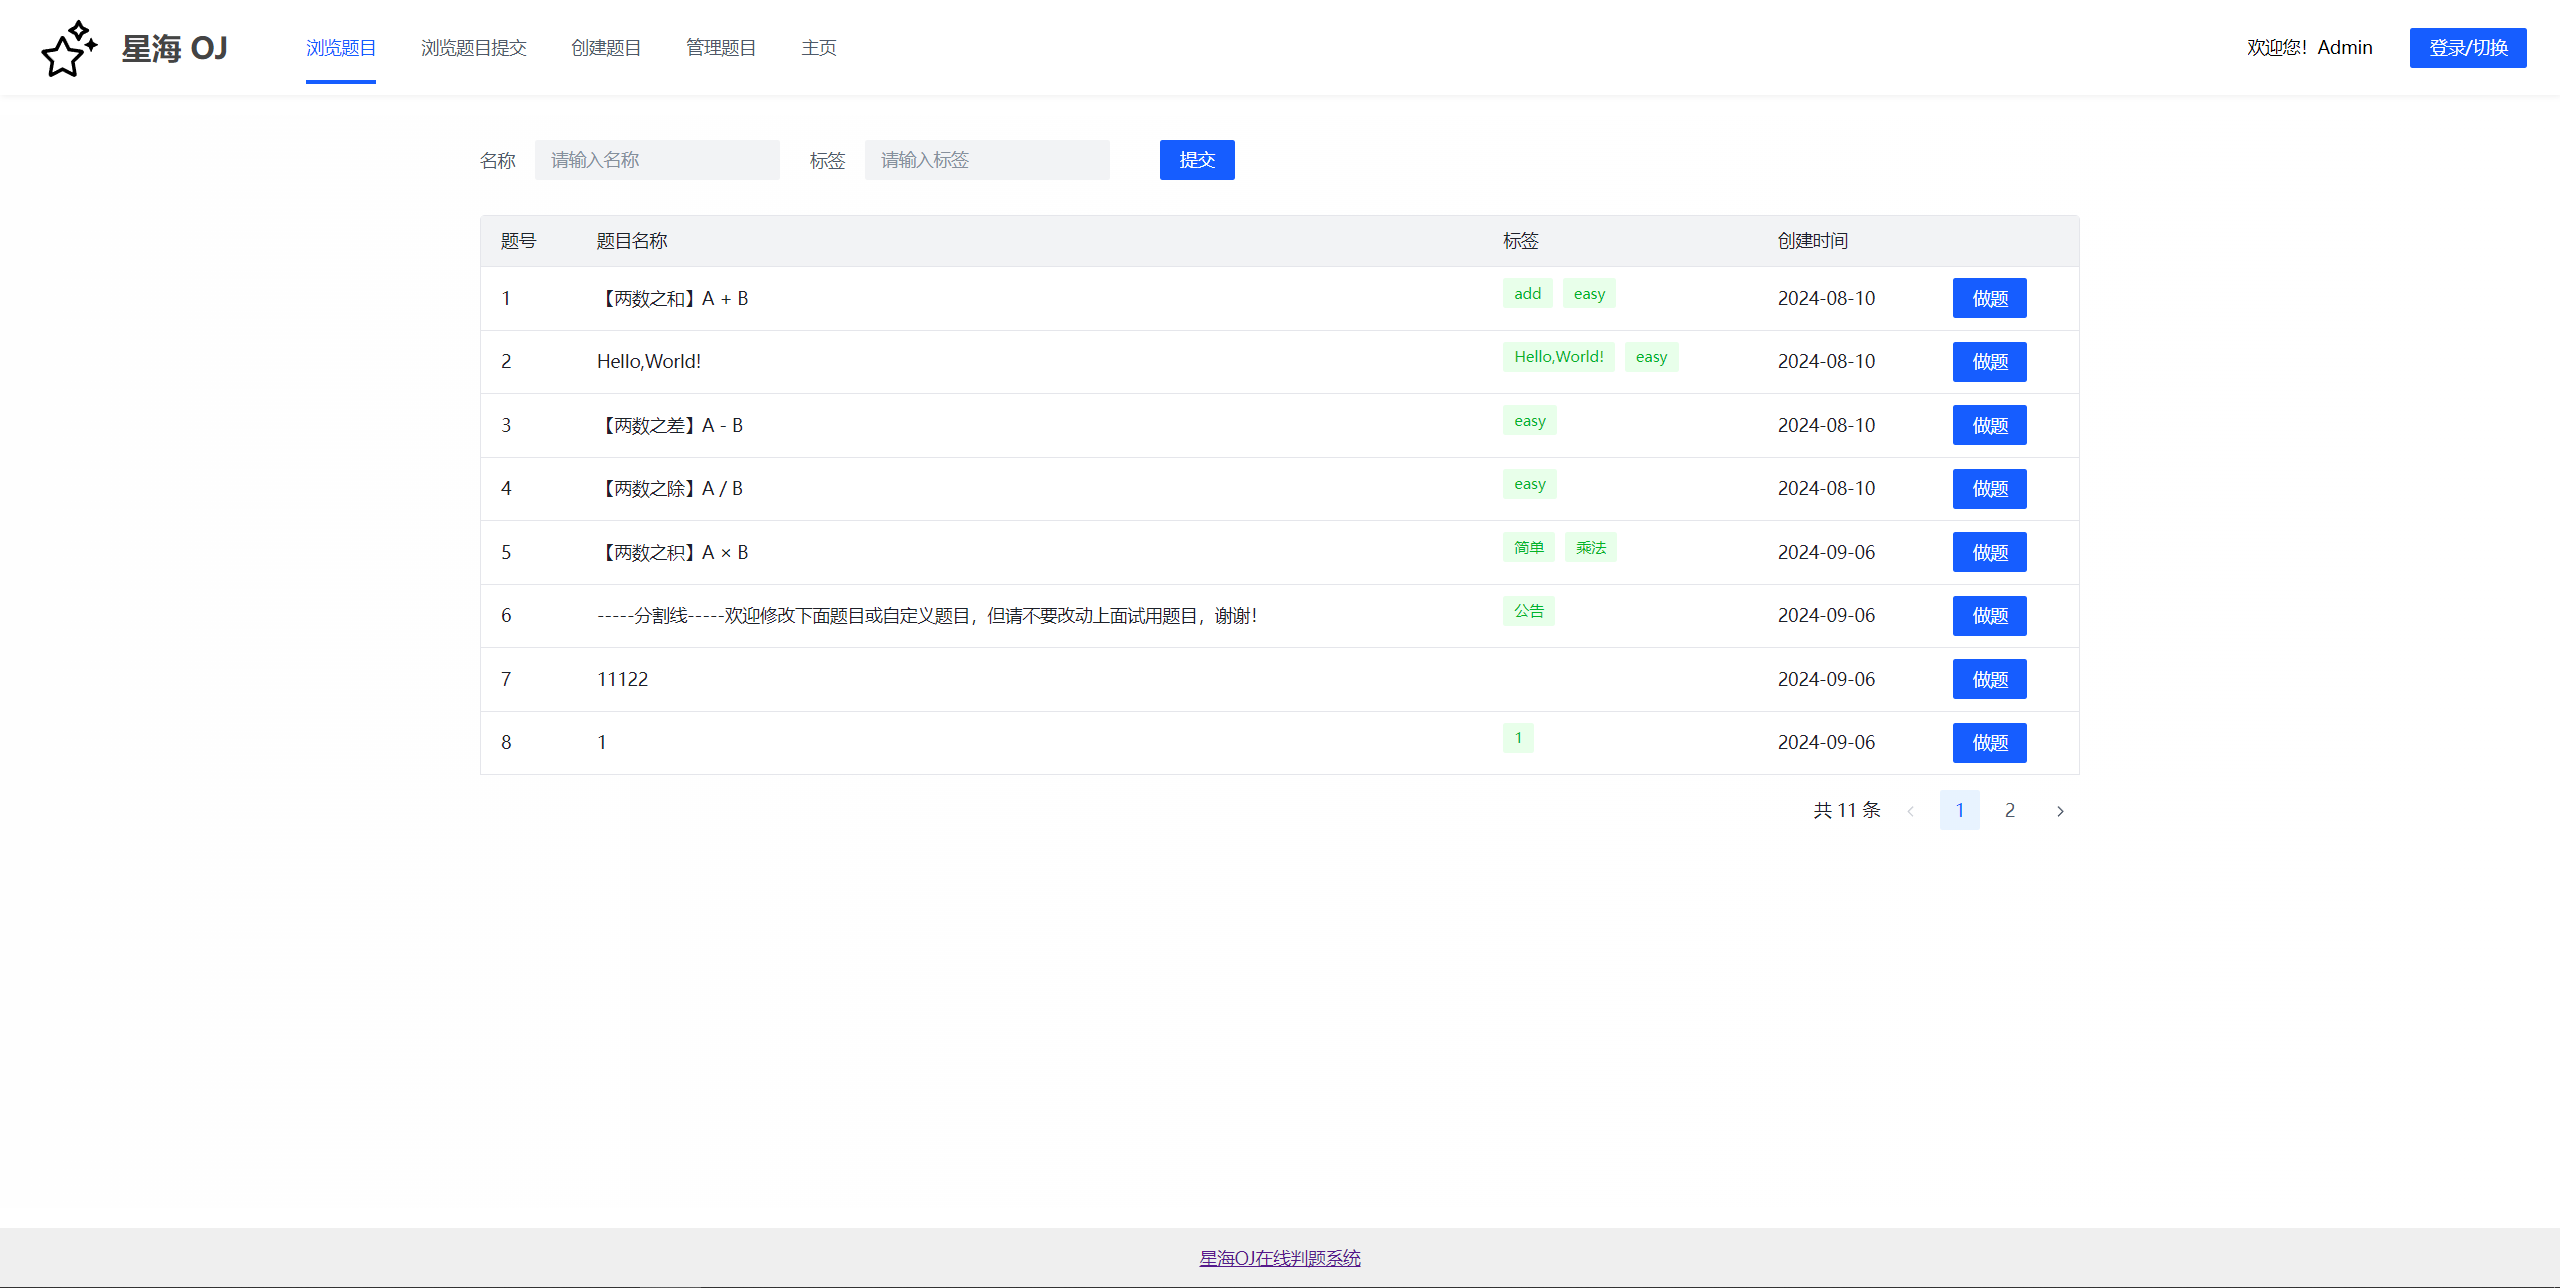 星海 OJ 浏览题目 浏览题目提交 创建题目 管理题目 主页 欢迎您！Admin 登录/切换
名称 请输入名称 标签 请输入标签 提交
题号 题目名称 标签 创建时间
1 【两数之和】A + B add easy 2024-08-10 做题
2 Hello,World! Hello,World! easy 2024-08-10 做题
3 【两数之差】A - B easy 2024-08-10 做题
4 【两数之除】A / B easy 2024-08-10 做题
5 【两数之积】A × B 简单 乘法 2024-09-06 做题
6 -----分割线-----欢迎修改下面题目或自定义题目，但请不要改动上面试用题目，谢谢！ 公告 2024-09-06 做题
7 11122 2024-09-06 做题
8 1 1 2024-09-06 做题
共 11 条 1 2
星海OJ在线判题系统